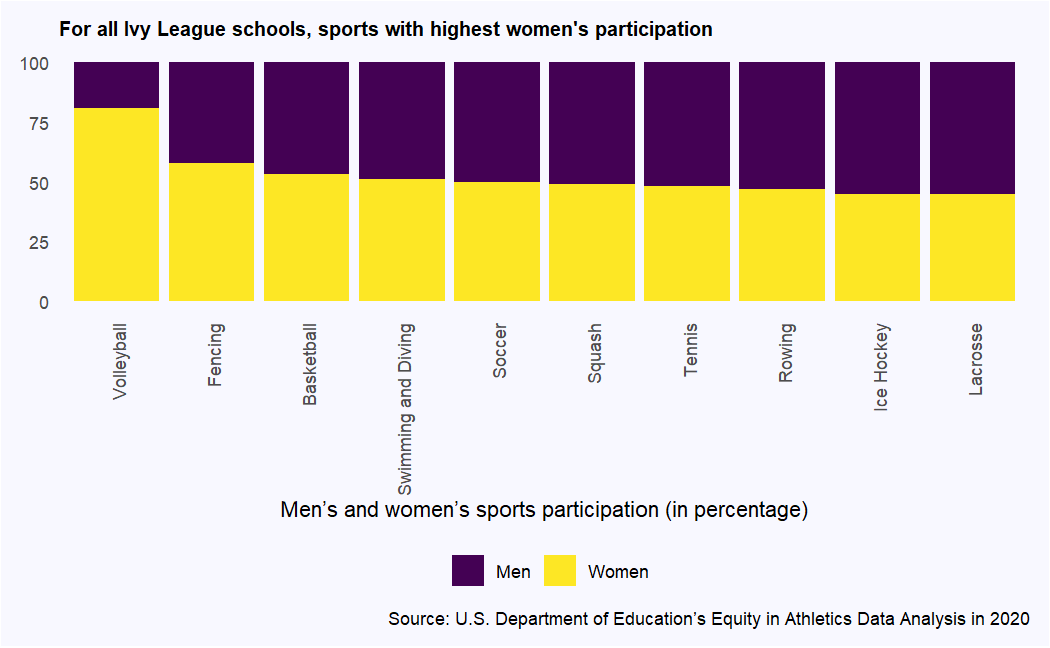 For all Ivy League schools, sports with highest women's participation
100
75
50
25
0
Volleyball
Fencing
Basketball
Swimming and Diving
Soccer
Squash
Tennis
Rowing
Ice Hockey
Lacrosse
Men’s and women’s sports participation (in percentage)
Men
Women
Source: U.S. Department of Education’s Equity in Athletics Data Analysis in 2020